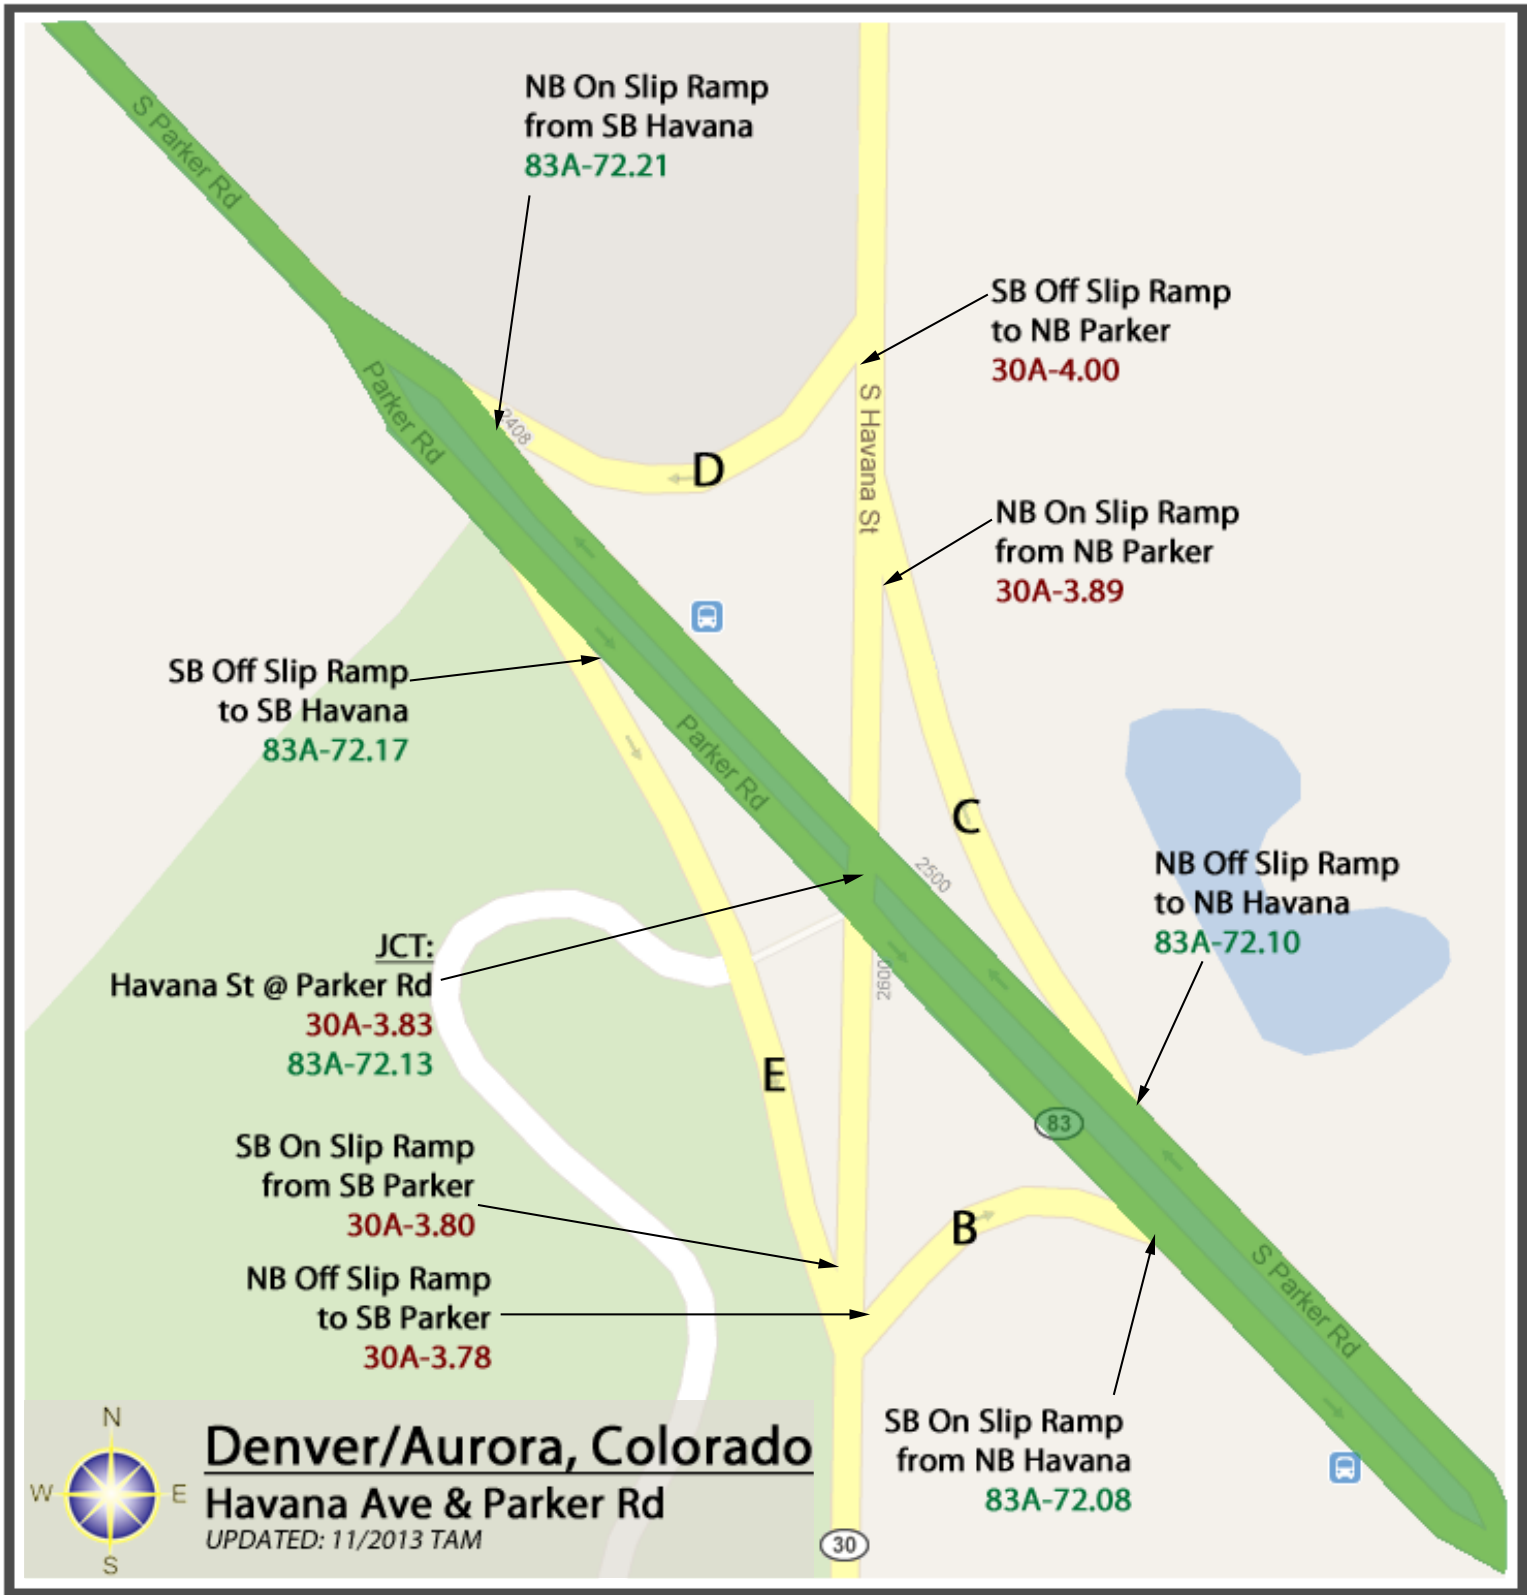 S Parker Rd
NB On Slip Ramp
from SB Havana
83A-72.21
SB Off Slip Ramp
to NB Parker
30A-4.00
Parker Rd
2408
D
S Havana St
NB On Slip Ramp
from NB Parker
30A-3.89
SB Off Slip Ramp
to SB Havana
83A-72.17
Parker Rd
C
2500
NB Off Slip Ramp
to NB Havana
83A-72.10
JCT:
Havana St @ Parker Rd
30A-3.83
83A-72.13
2600
E
83
SB On Slip Ramp
from SB Parker
30A-3.80
B
NB Off Slip Ramp
to SB Parker
30A-3.78
S Parker Rd
SB On Slip Ramp
from NB Havana
83A-72.08
N
W
E
S
Denver/Aurora, Colorado
Havana Ave & Parker Rd
UPDATED: 11/2013 TAM
30